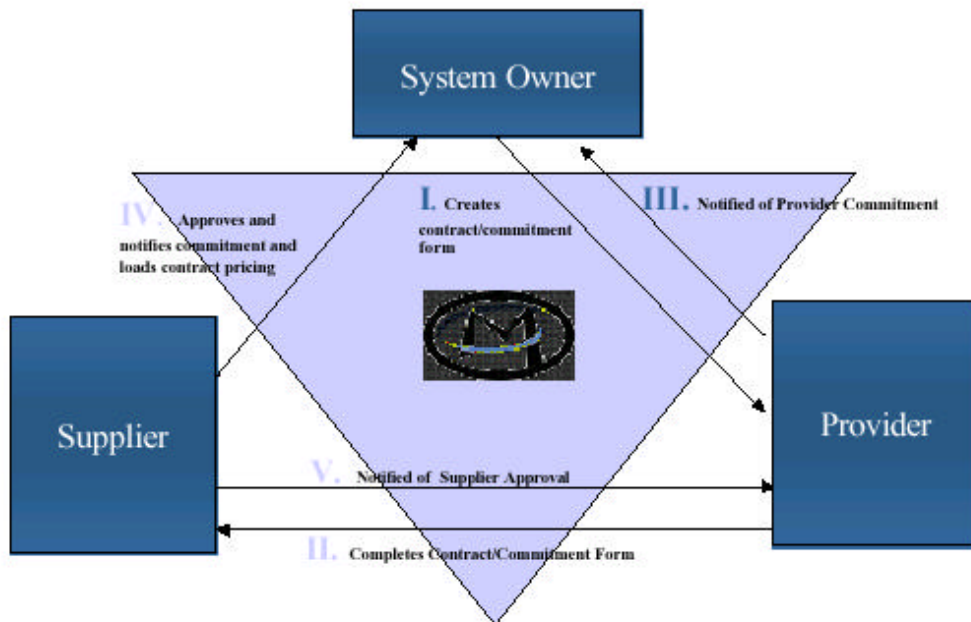 System Owner
IV. Approves and
notifies commitment and
loads contract pricing
I. Creates
contract/commitment
form
III. Notified of Provider Commitment
Supplier
Provider
V. Notified of Supplier Approval
II. Completes Contract/Commitment Form